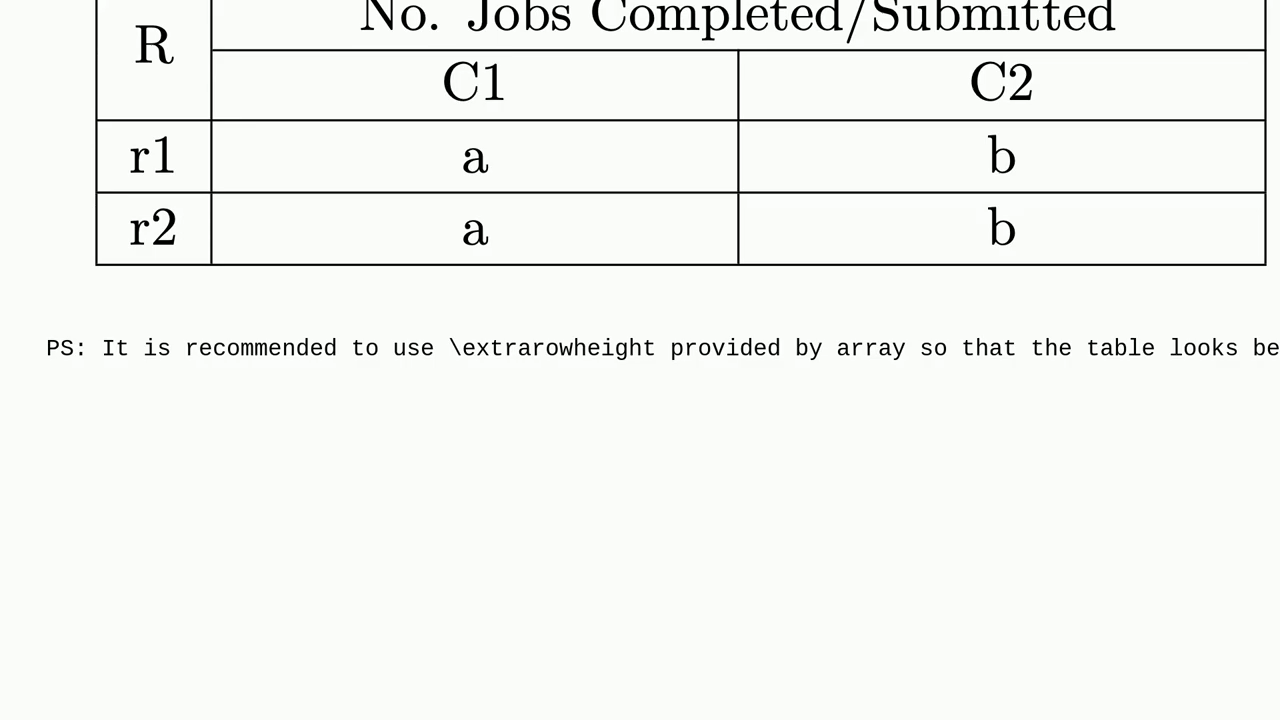 No. Jobs Completed/Submitted
R
C1 C2
r1 a b
r2 a b
PS: It is recommended to use \extrarowheight provided by array so that the table looks be